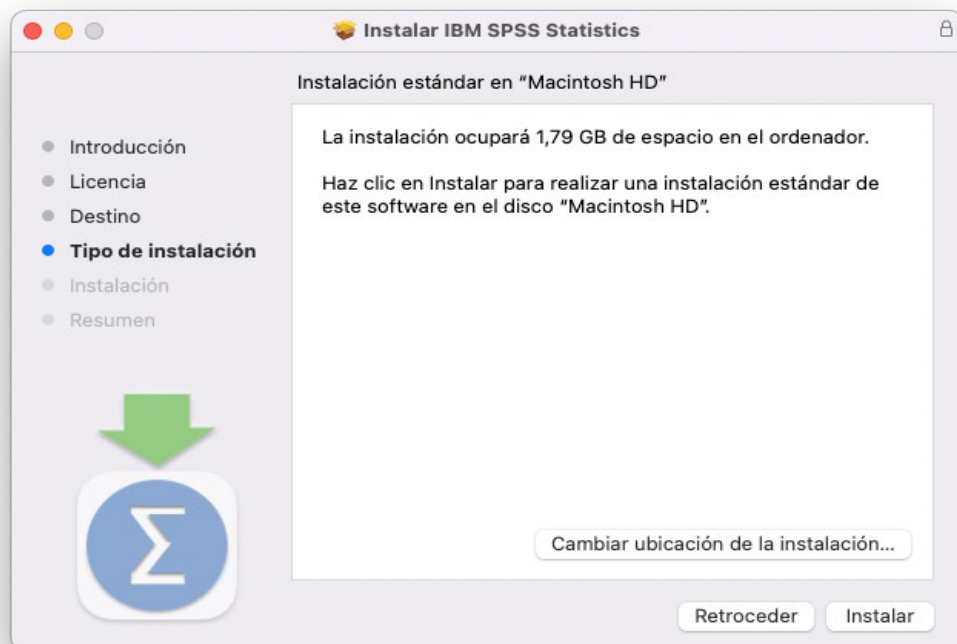 Instalar IBM SPSS Statistics
Instalación estándar en “Macintosh HD”
Introducción
Licencia
Destino
Tipo de instalación
Instalación
Resumen
La instalación ocupará 1,79 GB de espacio en el ordenador.
Haz clic en Instalar para realizar una instalación estándar de
este software en el disco “Macintosh HD”.
Σ
Cambiar ubicación de la instalación...
Retroceder
Instalar